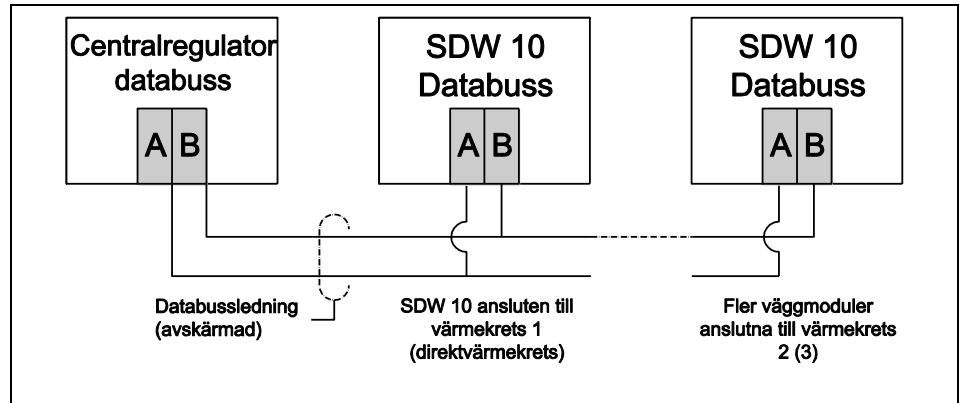 Centralregulator
databuss
A B
SDW 10
Databuss
A B
SDW 10
Databuss
A B
Databussledning
(avskärmad)
SDW 10 ansluten till
värmekrets 1
(direktvärmekrets)
Fler väggmoduler
anslutna till värmekrets
2 (3)